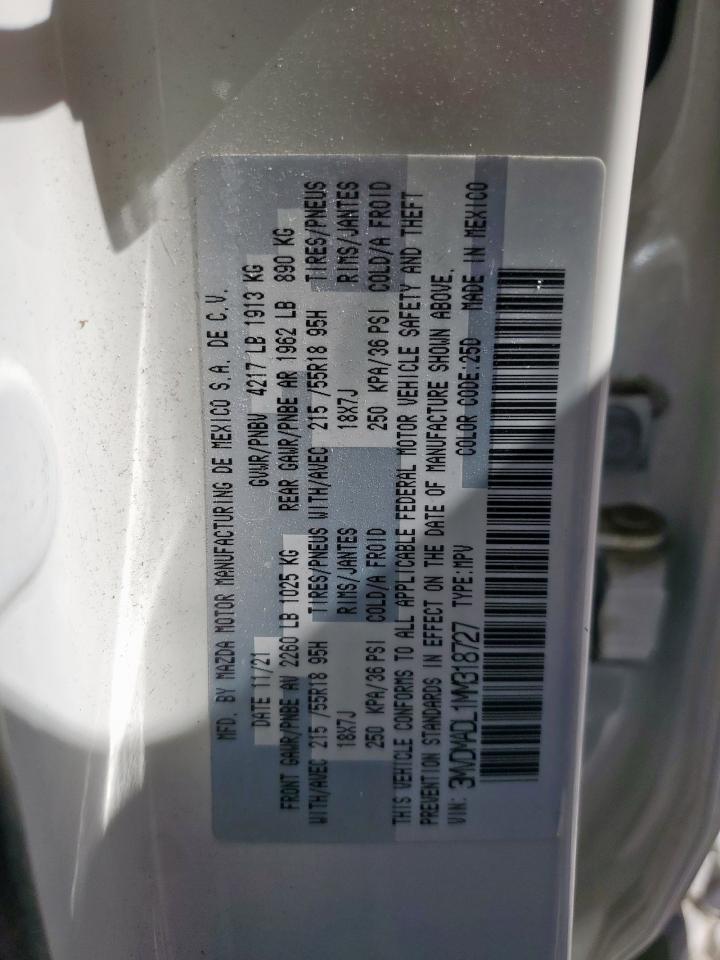 MFD. BY MAZDA MOTOR MANUFACTURING DE MEXICO S.A. DE C.V.
DATE 11/21 GVWR/PNBV 4217 LB 1913 KG
FRONT GAWR/PNBE AV 2260 LB 1025 KG REAR GAWR/PNBE AR 1962 LB 890 KG
WITH/AVEC 215 /55R18 95H TIRES/PNEUS WITH/AVEC 215 /55R18 95H TIRES/PNEUS
18X7J RIMS/JANTES 18X7J RIMS/JANTES
250 KPA/36 PSI COLD/A FROID 250 KPA/36 PSI COLD/A FROID
THIS VEHICLE CONFORMS TO ALL APPLICABLE FEDERAL MOTOR VEHICLE SAFETY AND THEFT
PREVENTION STANDARDS IN EFFECT ON THE DATE OF MANUFACTURE SHOWN ABOVE.
VIN: 3MVDMADL1NM318727 TYPE:MPV COLOR CODE:25D MADE IN MEXICO